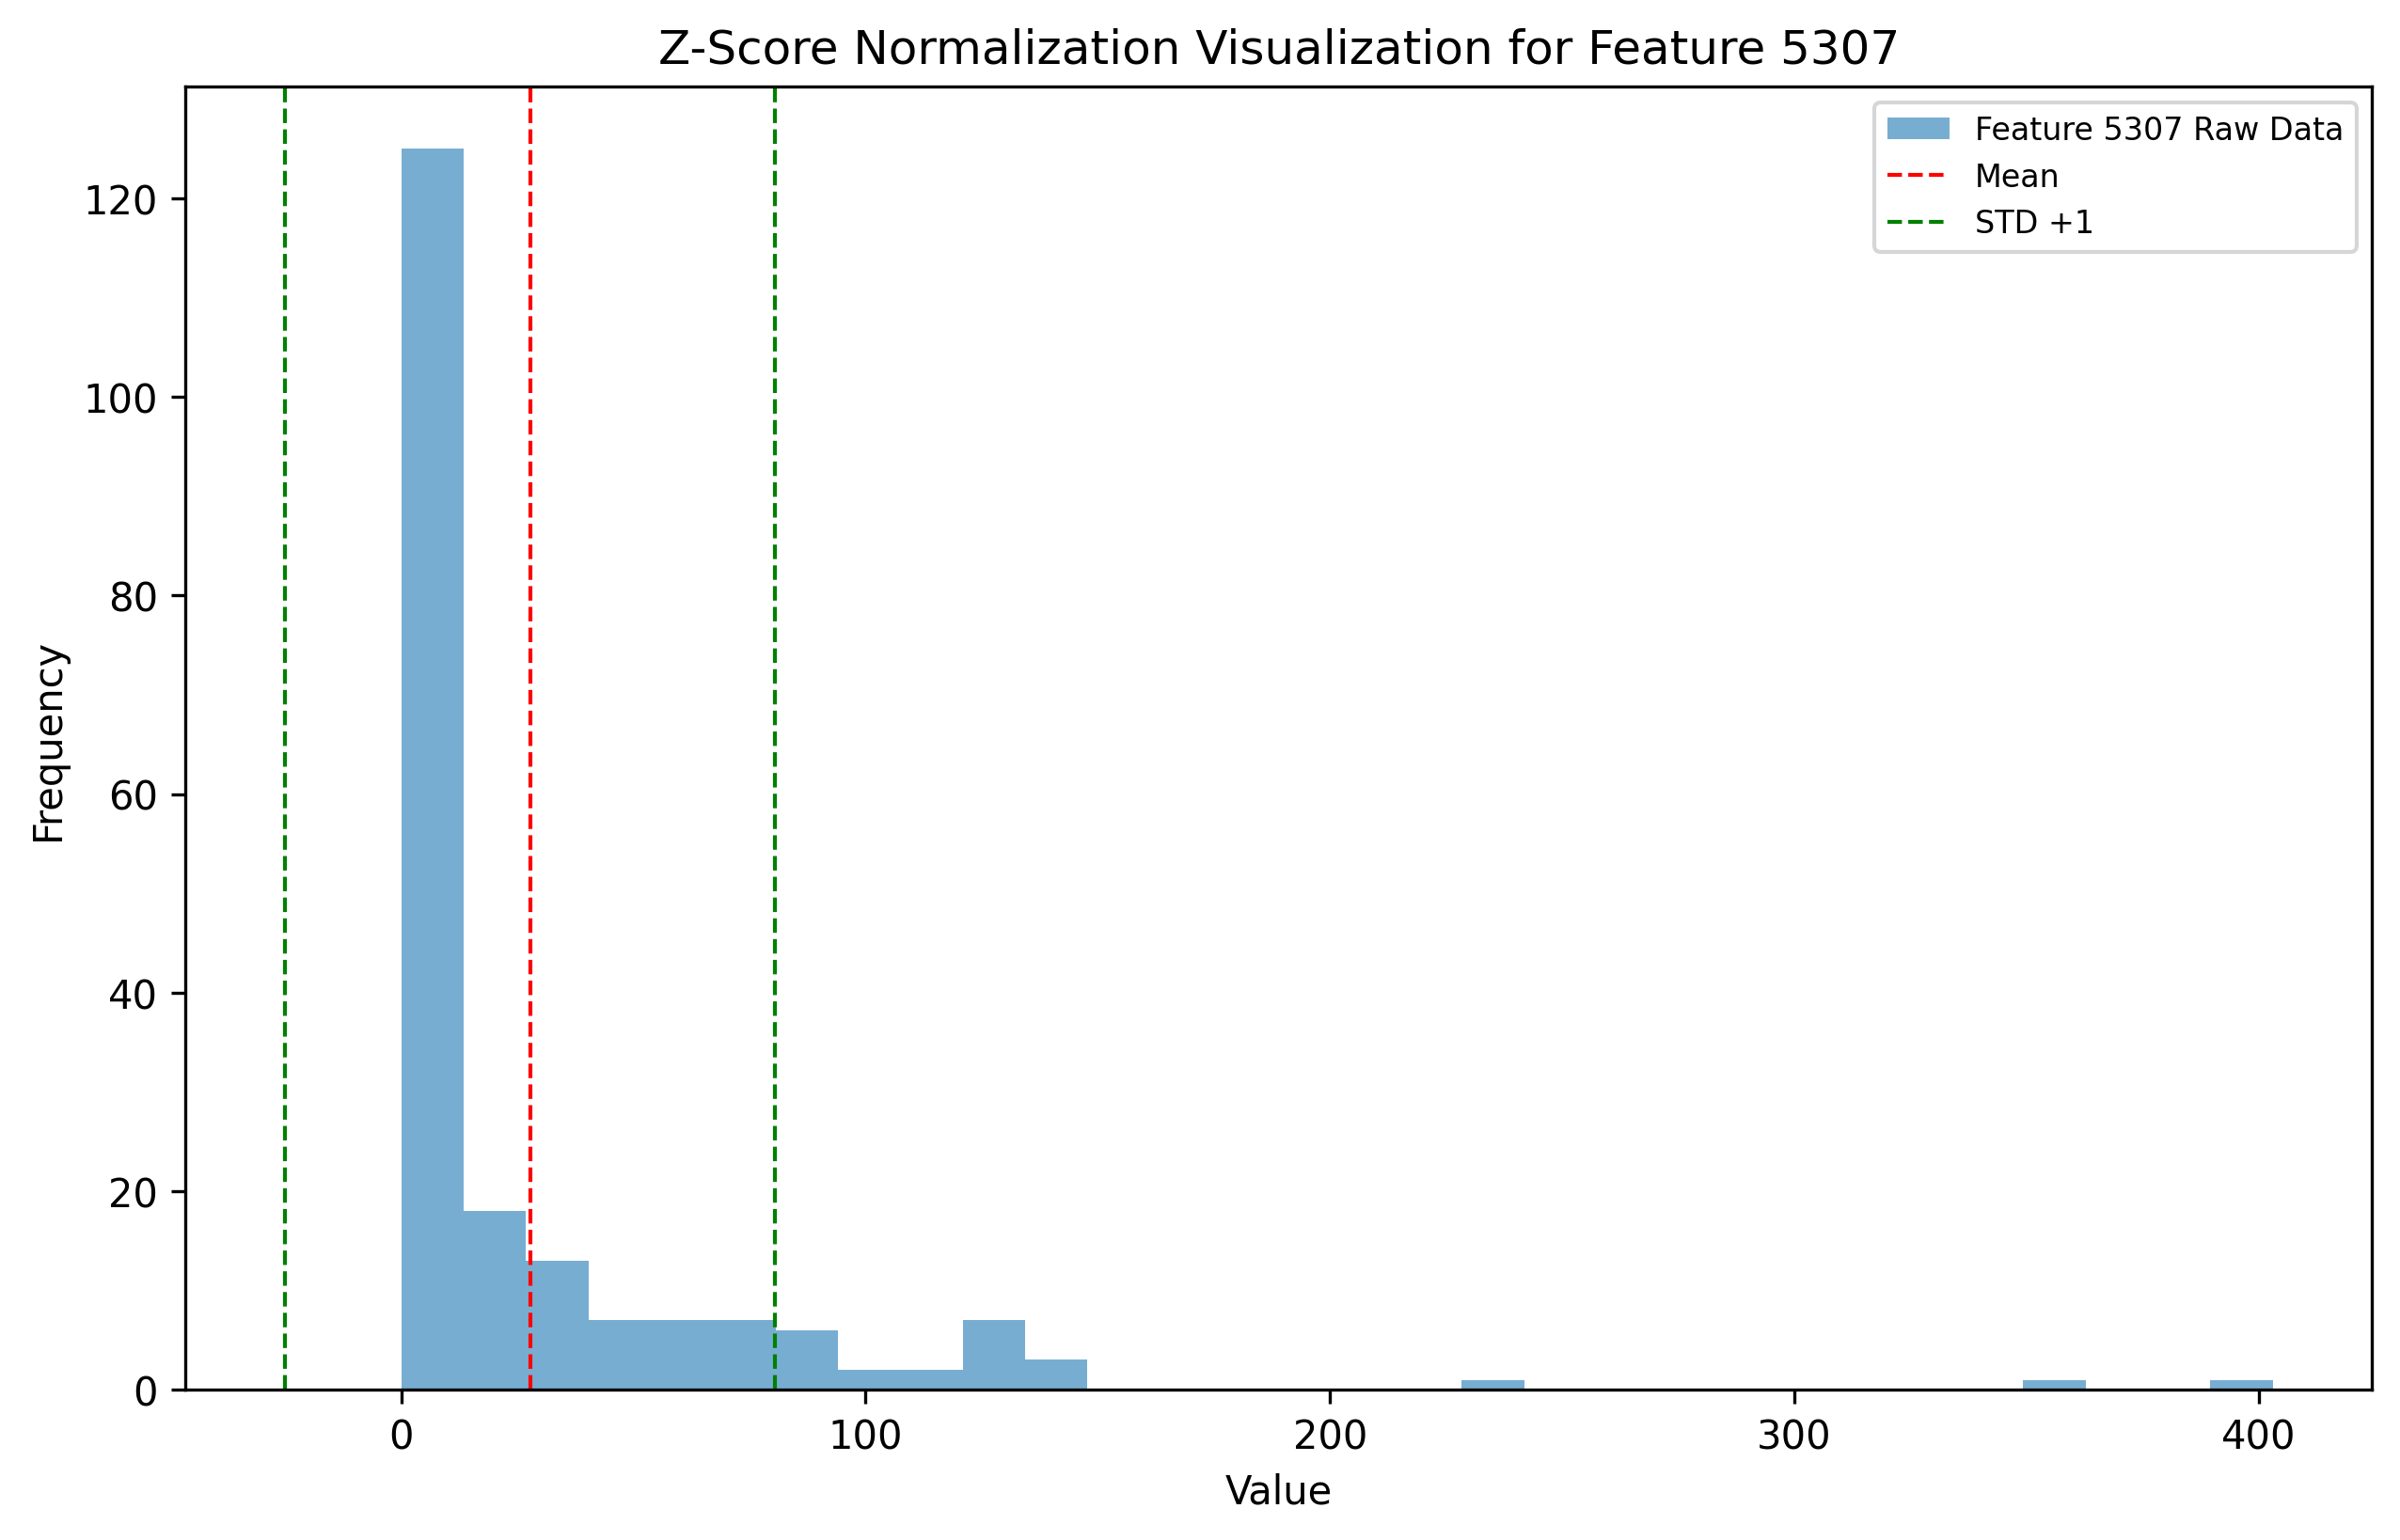 Z-Score Normalization Visualization for Feature 5307
Feature 5307 Raw Data
Mean
STD +1
120
100
80
60
40
20
0
Frequency
0
100
200
300
400
Value